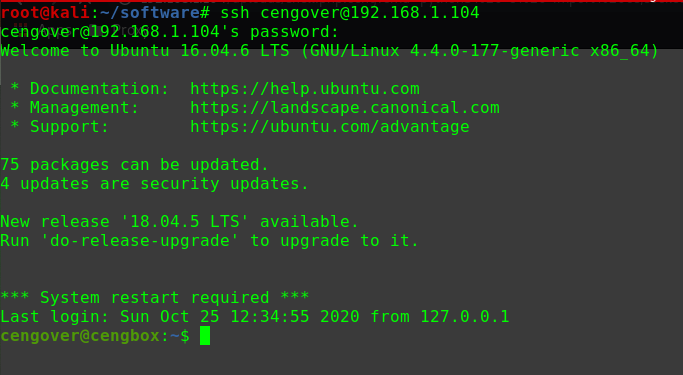 root@kali:~/software# ssh cengover@192.168.1.104
cengover@192.168.1.104's password:
Welcome to Ubuntu 16.04.6 LTS (GNU/Linux 4.4.0-177-generic x86_64)
* Documentation:  https://help.ubuntu.com
* Management:     https://landscape.canonical.com
* Support:        https://ubuntu.com/advantage
75 packages can be updated.
4 updates are security updates.
New release '18.04.5 LTS' available.
Run 'do-release-upgrade' to upgrade to it.
*** System restart required ***
Last login: Sun Oct 25 12:34:55 2020 from 127.0.0.1
cengover@cengbox:~$